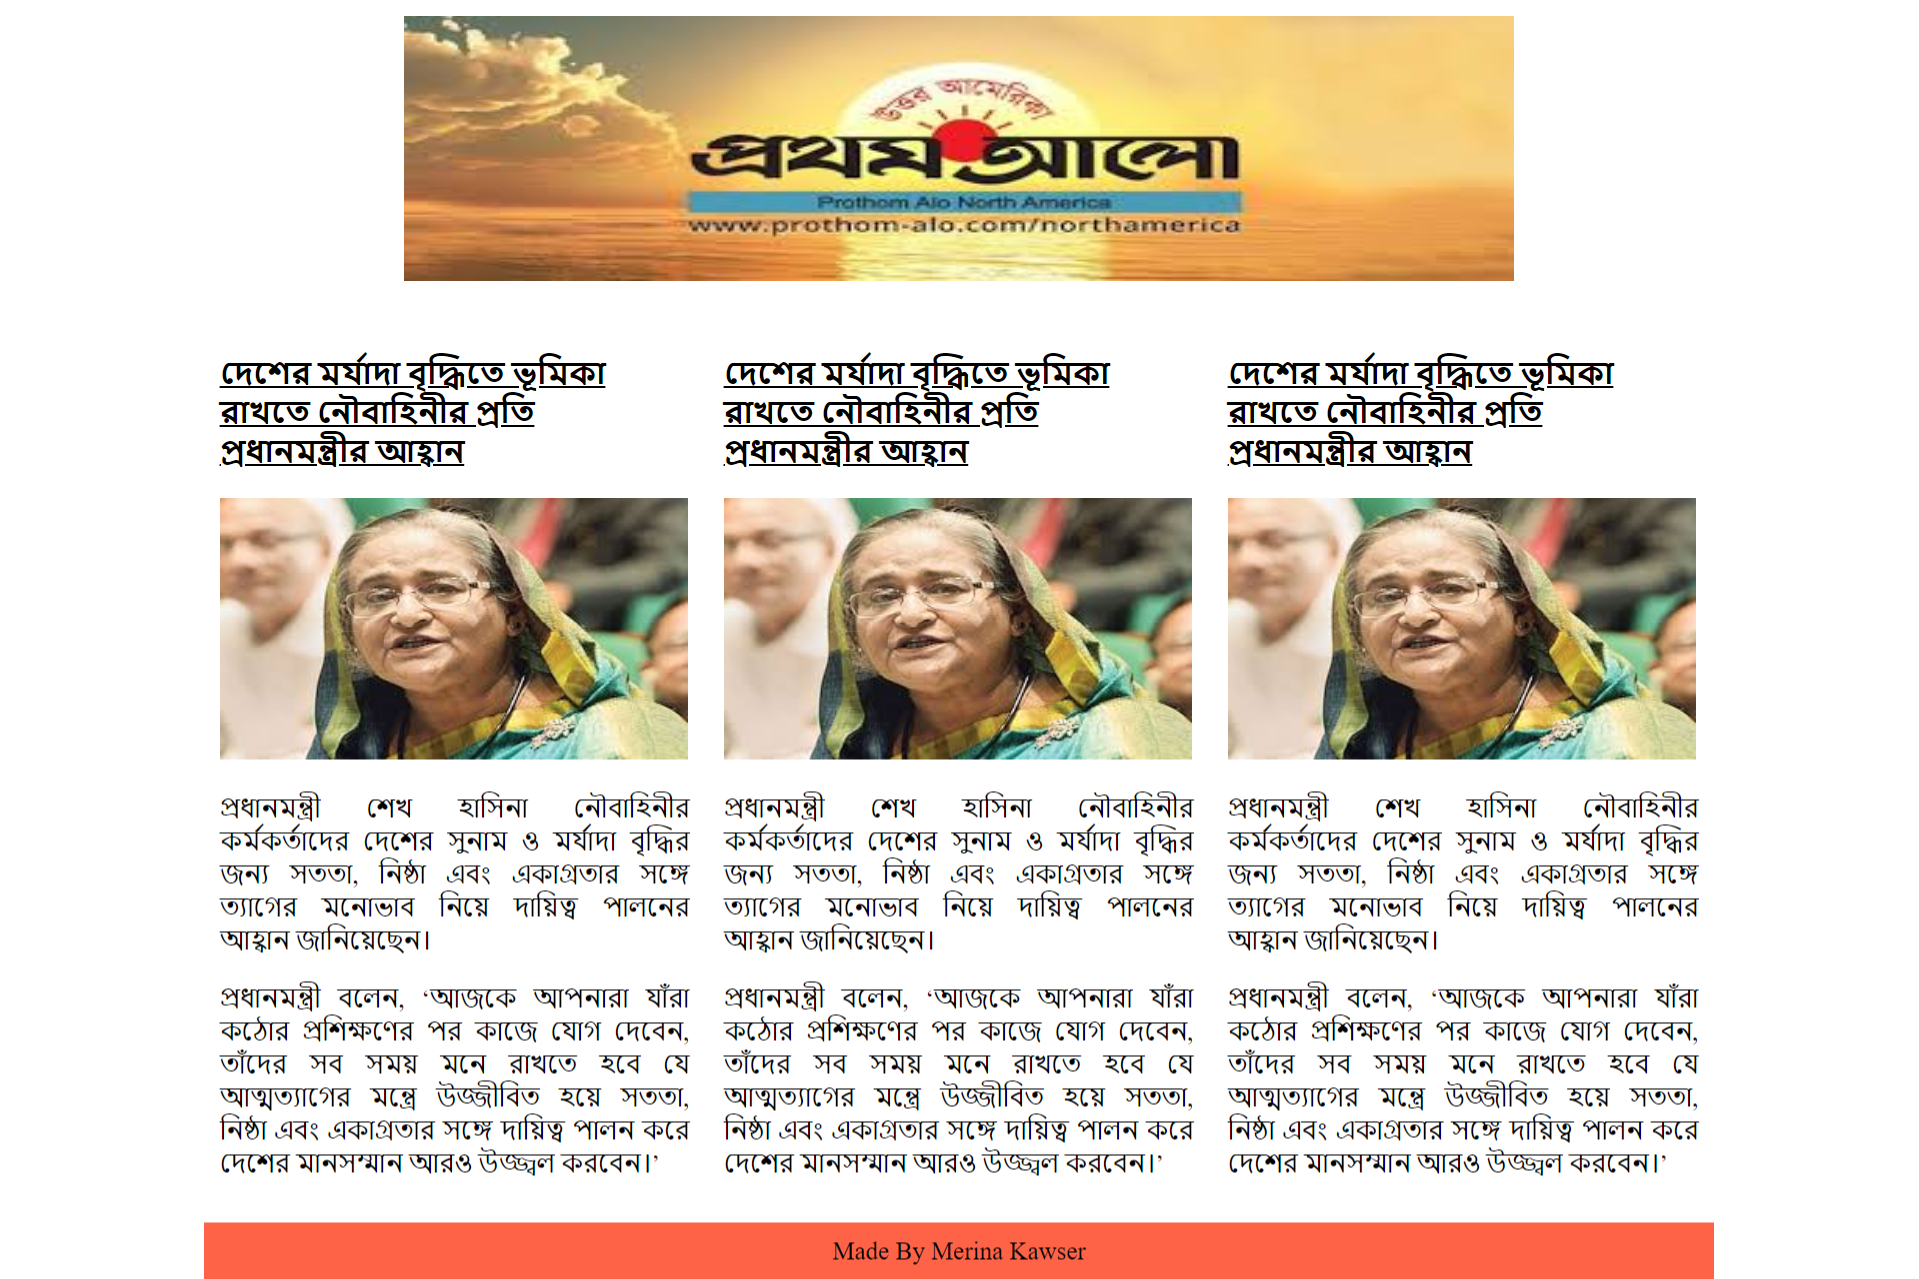 উত্তর আমেরিকা
প্রথম আলো
Prothom Alo North America
www.prothom-alo.com/northamerica
দেশের মর্যাদা বৃদ্ধিতে ভূমিকা
রাখতে নৌবাহিনীর প্রতি
প্রধানমন্ত্রীর আহ্বান
প্রধানমন্ত্রী শেখ হাসিনা নৌবাহিনীর
কর্মকর্তাদের দেশের সুনাম ও মর্যাদা বৃদ্ধির
জন্য সততা, নিষ্ঠা এবং একাগ্রতার সঙ্গে
ত্যাগের মনোভাব নিয়ে দায়িত্ব পালনের
আহ্বান জানিয়েছেন।
প্রধানমন্ত্রী বলেন, ‘আজকে আপনারা যাঁরা
কঠোর প্রশিক্ষণের পর কাজে যোগ দেবেন,
তাঁদের সব সময় মনে রাখতে হবে যে
আত্মত্যাগের মন্ত্রে উজ্জীবিত হয়ে সততা,
নিষ্ঠা এবং একাগ্রতার সঙ্গে দায়িত্ব পালন করে
দেশের মানসম্মান আরও উজ্জ্বল করবেন।’
দেশের মর্যাদা বৃদ্ধিতে ভূমিকা
রাখতে নৌবাহিনীর প্রতি
প্রধানমন্ত্রীর আহ্বান
প্রধানমন্ত্রী শেখ হাসিনা নৌবাহিনীর
কর্মকর্তাদের দেশের সুনাম ও মর্যাদা বৃদ্ধির
জন্য সততা, নিষ্ঠা এবং একাগ্রতার সঙ্গে
ত্যাগের মনোভাব নিয়ে দায়িত্ব পালনের
আহ্বান জানিয়েছেন।
প্রধানমন্ত্রী বলেন, ‘আজকে আপনারা যাঁরা
কঠোর প্রশিক্ষণের পর কাজে যোগ দেবেন,
তাঁদের সব সময় মনে রাখতে হবে যে
আত্মত্যাগের মন্ত্রে উজ্জীবিত হয়ে সততা,
নিষ্ঠা এবং একাগ্রতার সঙ্গে দায়িত্ব পালন করে
দেশের মানসম্মান আরও উজ্জ্বল করবেন।’
দেশের মর্যাদা বৃদ্ধিতে ভূমিকা
রাখতে নৌবাহিনীর প্রতি
প্রধানমন্ত্রীর আহ্বান
প্রধানমন্ত্রী শেখ হাসিনা নৌবাহিনীর
কর্মকর্তাদের দেশের সুনাম ও মর্যাদা বৃদ্ধির
জন্য সততা, নিষ্ঠা এবং একাগ্রতার সঙ্গে
ত্যাগের মনোভাব নিয়ে দায়িত্ব পালনের
আহ্বান জানিয়েছেন।
প্রধানমন্ত্রী বলেন, ‘আজকে আপনারা যাঁরা
কঠোর প্রশিক্ষণের পর কাজে যোগ দেবেন,
তাঁদের সব সময় মনে রাখতে হবে যে
আত্মত্যাগের মন্ত্রে উজ্জীবিত হয়ে সততা,
নিষ্ঠা এবং একাগ্রতার সঙ্গে দায়িত্ব পালন করে
দেশের মানসম্মান আরও উজ্জ্বল করবেন।’
Made By Merina Kawser